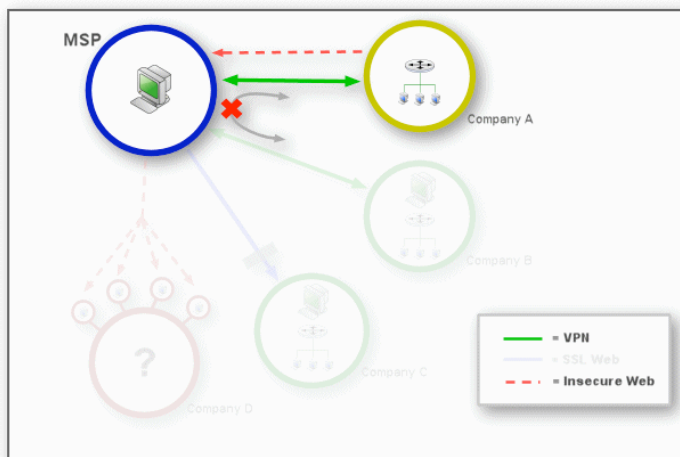 MSP
Company A
Company B
Company C
?
Company D
= VPN
= SSL Web
= Insecure Web